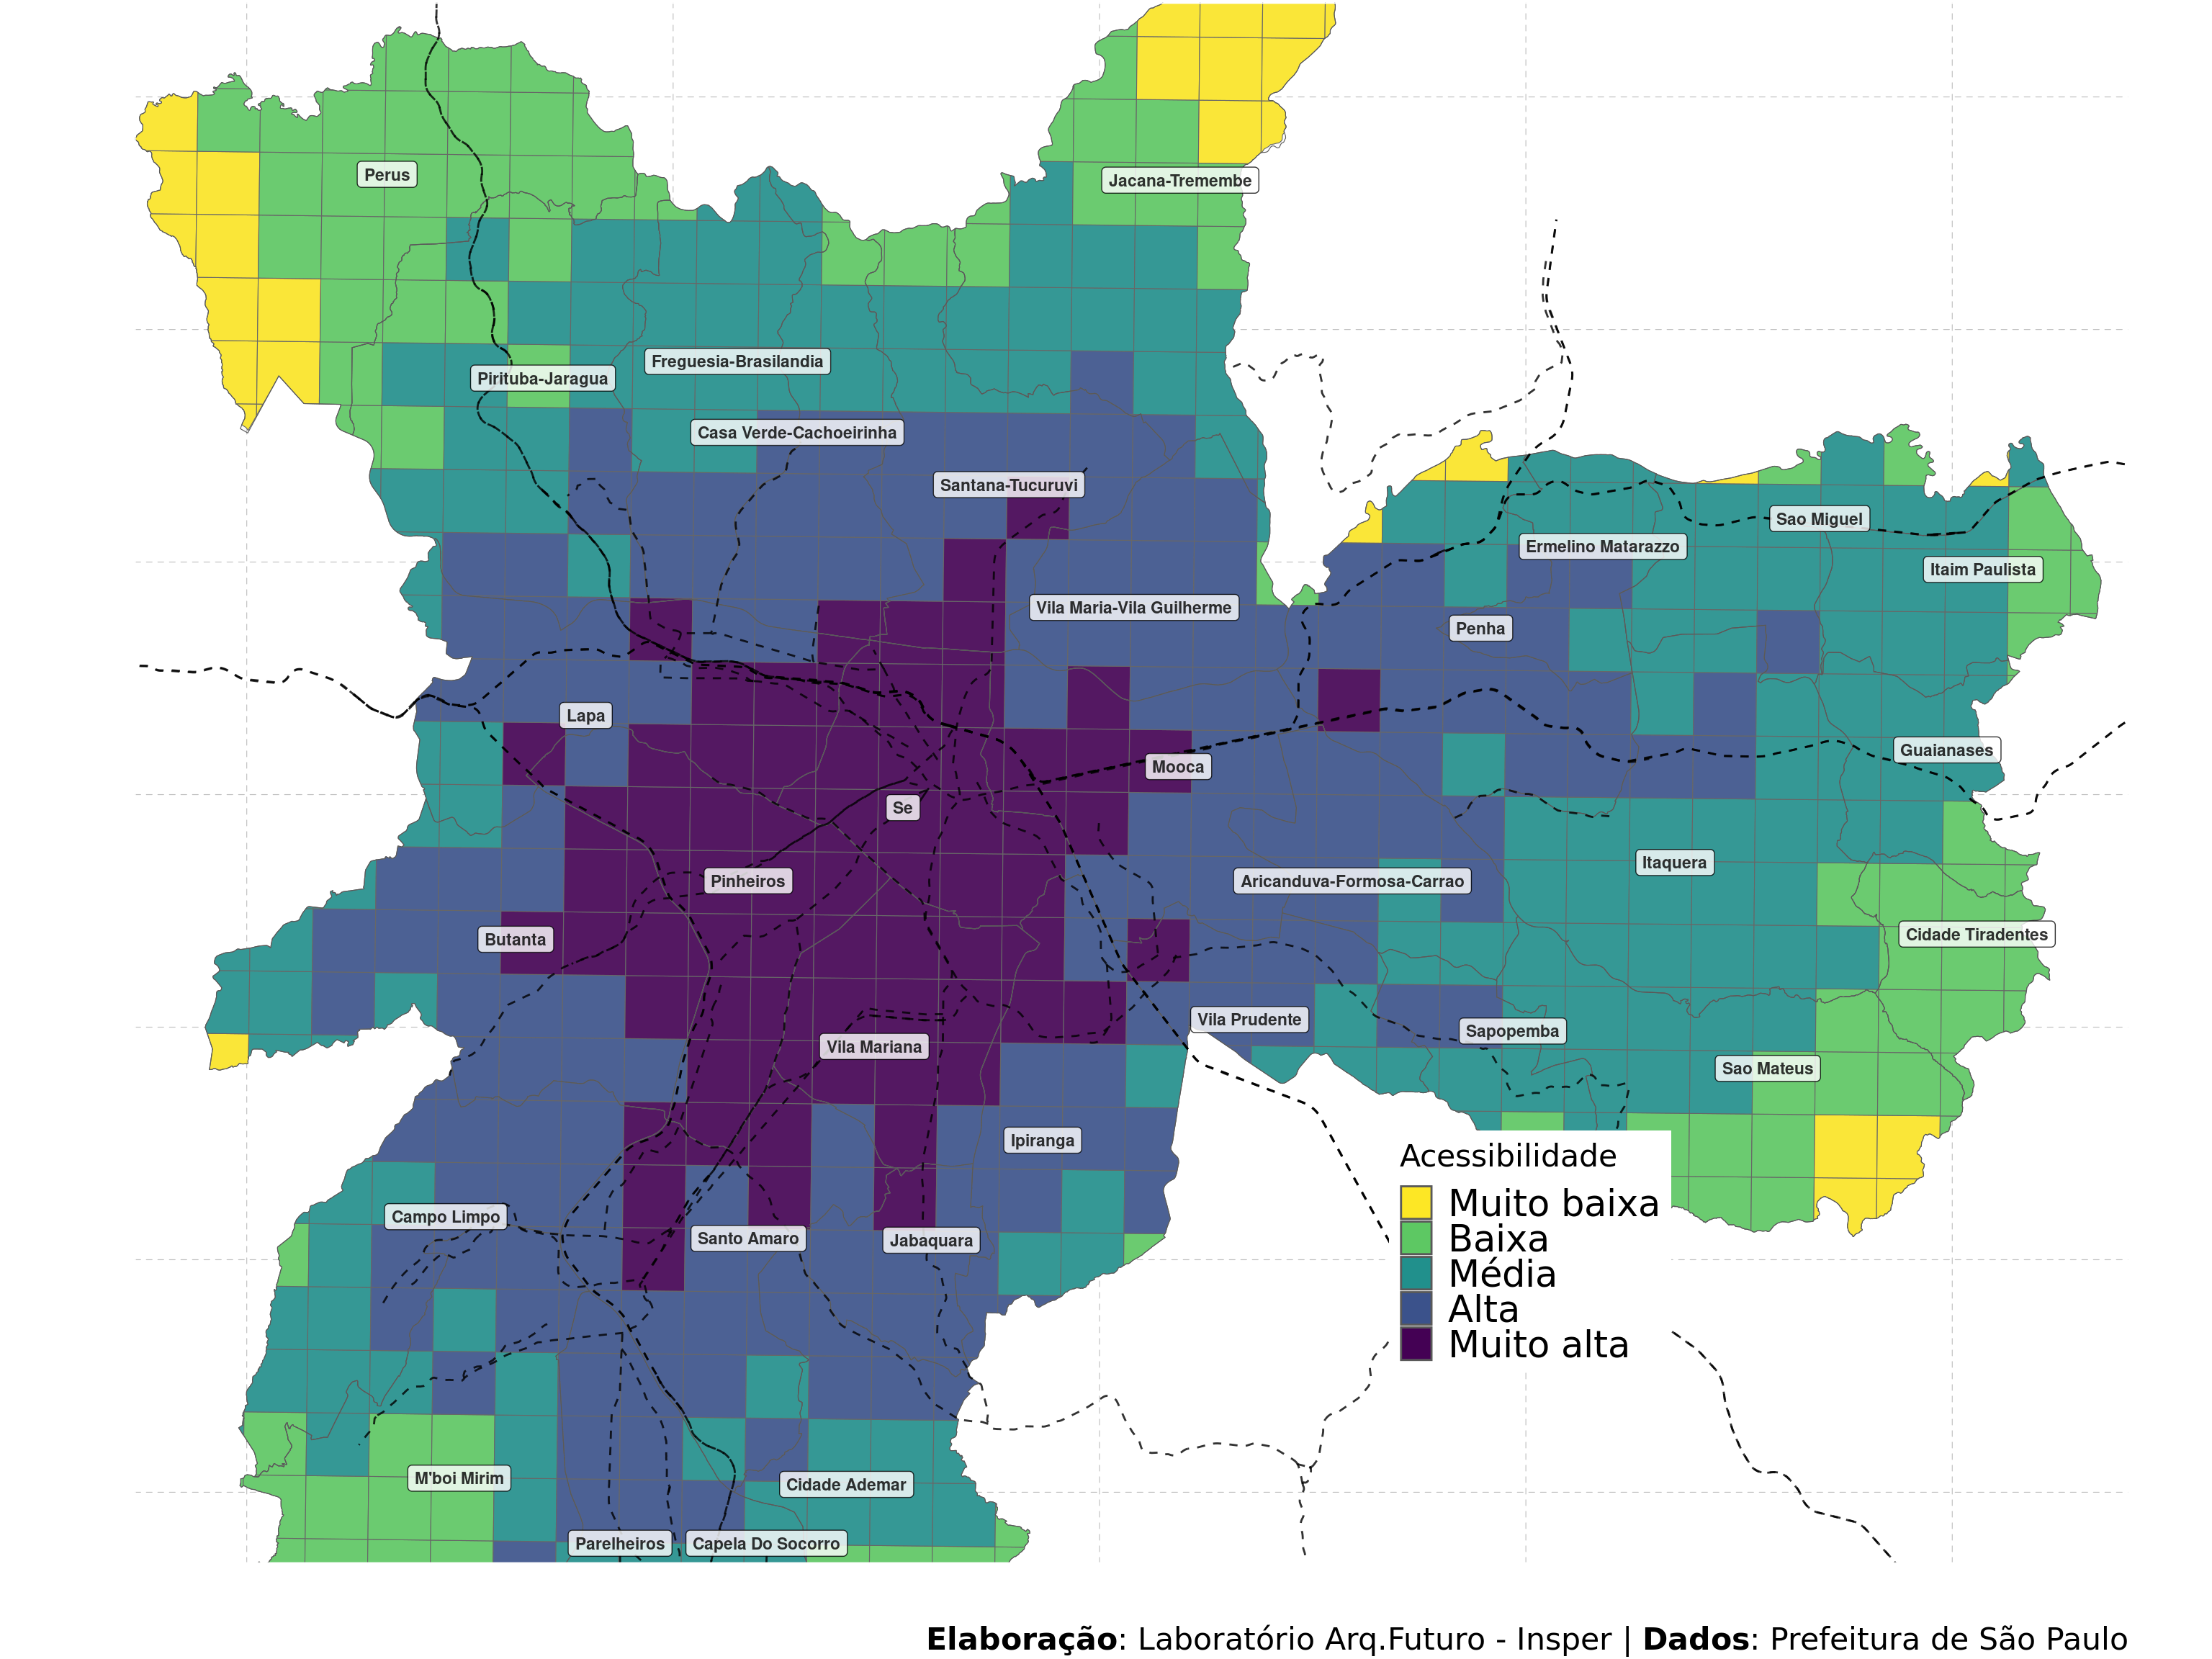 Perus
Jacana-Tremembe
Freguesia-Brasilandia
Pirituba-Jaragua
Casa Verde-Cachoeirinha
Santana-Tucuruvi
Sao Miguel
Ermelino Matarazzo
Itaim Paulista
Vila Maria-Vila Guilherme
Penha
Lapa
Guaianases
Mooca
Se
Itaquera
Pinheiros
Aricanduva-Formosa-Carrao
Cidade Tiradentes
Butanta
Vila Prudente
Sapopemba
Vila Mariana
Sao Mateus
Ipiranga
Campo Limpo
Santo Amaro
Jabaquara
Acessibilidade
Muito baixa
Baixa
Média
Alta
Muito alta
M'boi Mirim
Cidade Ademar
Parelheiros
Capela Do Socorro
Elaboração: Laboratório Arq.Futuro - Insper | Dados: Prefeitura de São Paulo